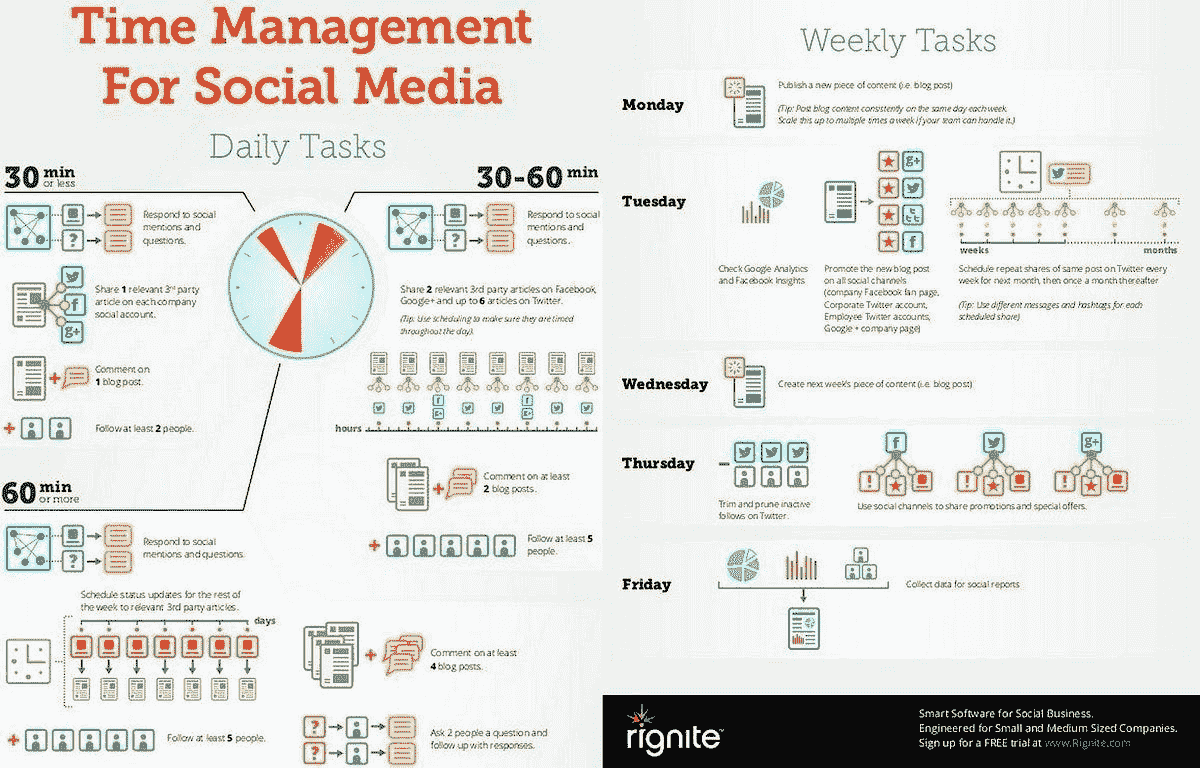 Time Management
For Social Media
Daily Tasks
30 min
or less
Respond to social
mentions and
questions.
Share 1 relevant 3rd party
article on each company
social account.
Comment on
1 blog post.
Follow at least 2 people.
30-60 min
Respond to social
mentions and
questions.
Share 2 relevant 3rd party articles on Facebook,
Google+ and up to 6 articles on Twitter.
(Tip: Use scheduling to make sure they are timed
throughout the day).
hours
Comment on at least
2 blog posts.
Follow at least 5
people.
60 min
or more
Respond to social
mentions and questions.
Schedule status updates for the rest of
the week to relevant 3rd party articles.
days
Follow at least 5 people.
Comment on at least
4 blog posts.
Ask 2 people a question and
follow up with responses.
Weekly Tasks
Monday
Publish a new piece of content (i.e. blog post)
(Tip: Post blog content consistently on the same day each week.
Scale this up to multiple times a week if your team can handle it.)
Tuesday
Check Google Analytics
and Facebook Insights
Promote the new blog post
on all social channels
(company Facebook fan page,
Corporate Twitter account,
Employee Twitter accounts,
Google + company page)
weeks
months
Schedule repeat shares of same post on Twitter every
week for next month, then once a month thereafter
(Tip: Use different messages and hashtags for each
scheduled share)
Wednesday
Create next week's piece of content (i.e. blog post)
Thursday
Trim and prune inactive
follows on Twitter.
Use social channels to share promotions and special offers.
Friday
Collect data for social reports
rignite™
Smart Software for Social Business.
Engineered for Small and Medium sized Companies.
Sign up for a FREE trial at www.Rignite.com